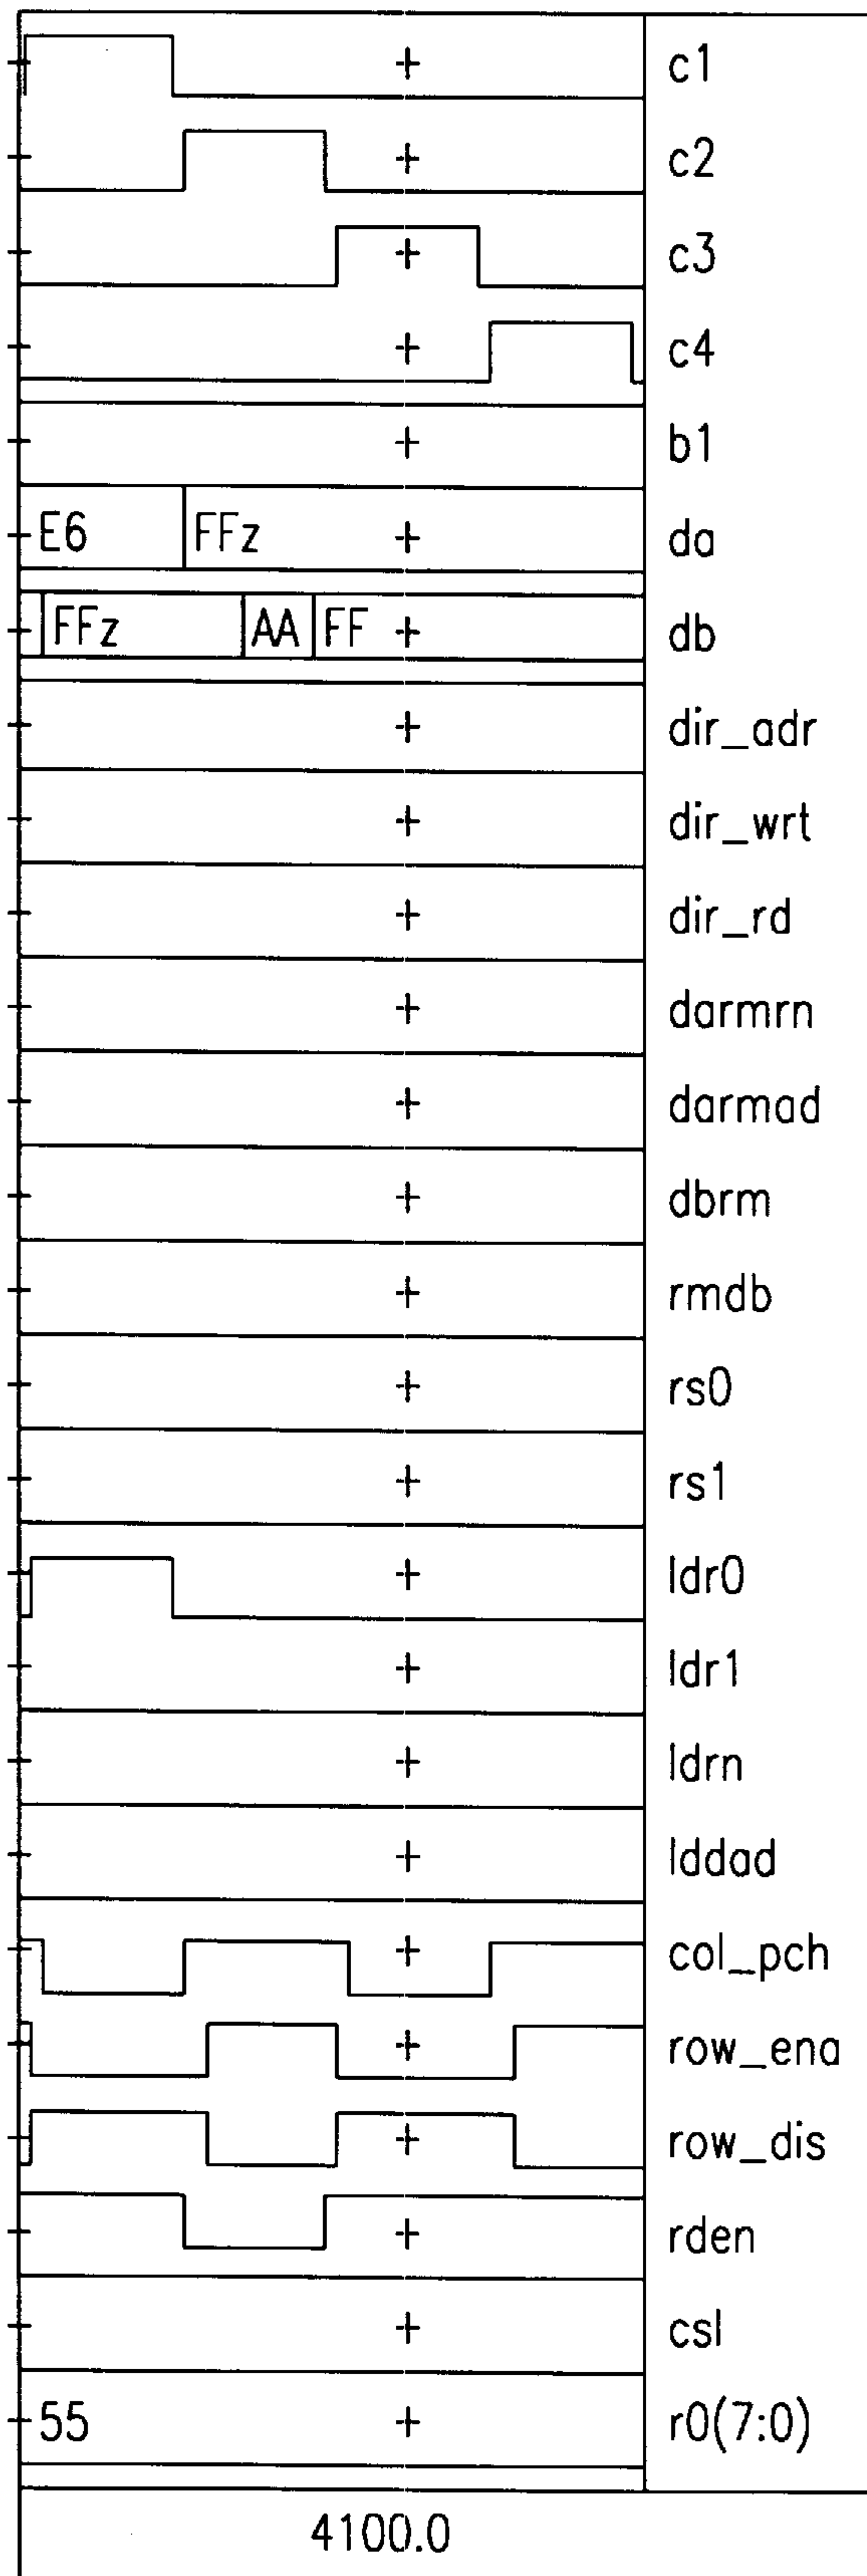 c1
c2
c3
c4
b1
E6 FFz da
FFz AA FF db
dir_adr
dir_wrt
dir_rd
darmrn
darmad
dbrm
rmdb
rs0
rs1
ldr0
ldr1
ldrn
lddad
col_pch
row_ena
row_dis
rden
csl
55 r0(7:0)
4100.0